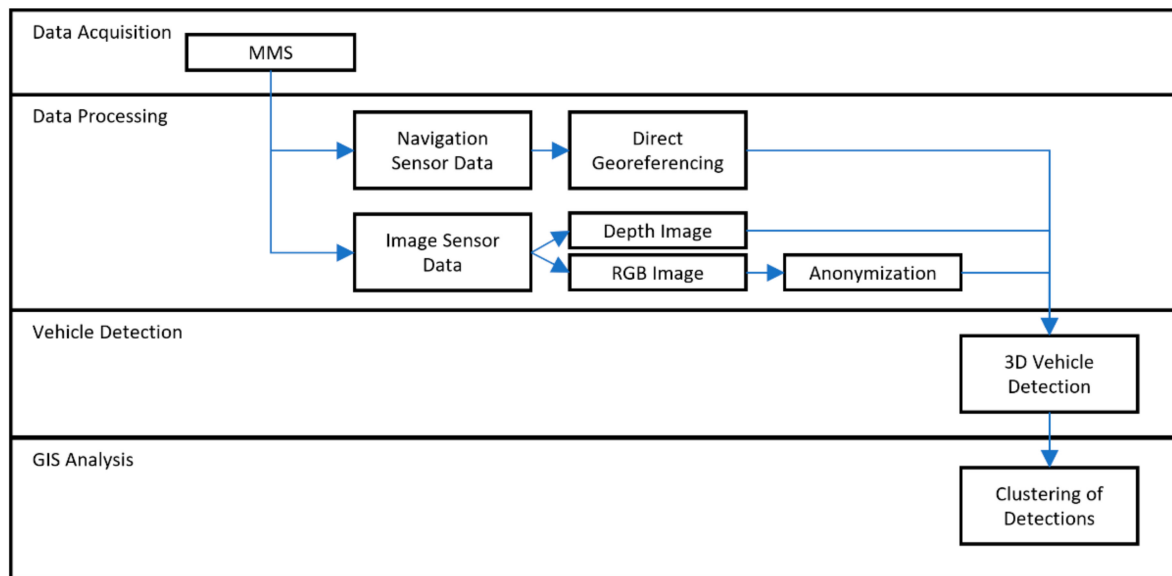 Data Acquisition
MMS
Data Processing
Navigation
Sensor Data
Direct
Georeferencing
Image Sensor
Data
Depth Image
RGB Image
Anonymization
Vehicle Detection
3D Vehicle
Detection
GIS Analysis
Clustering of
Detections